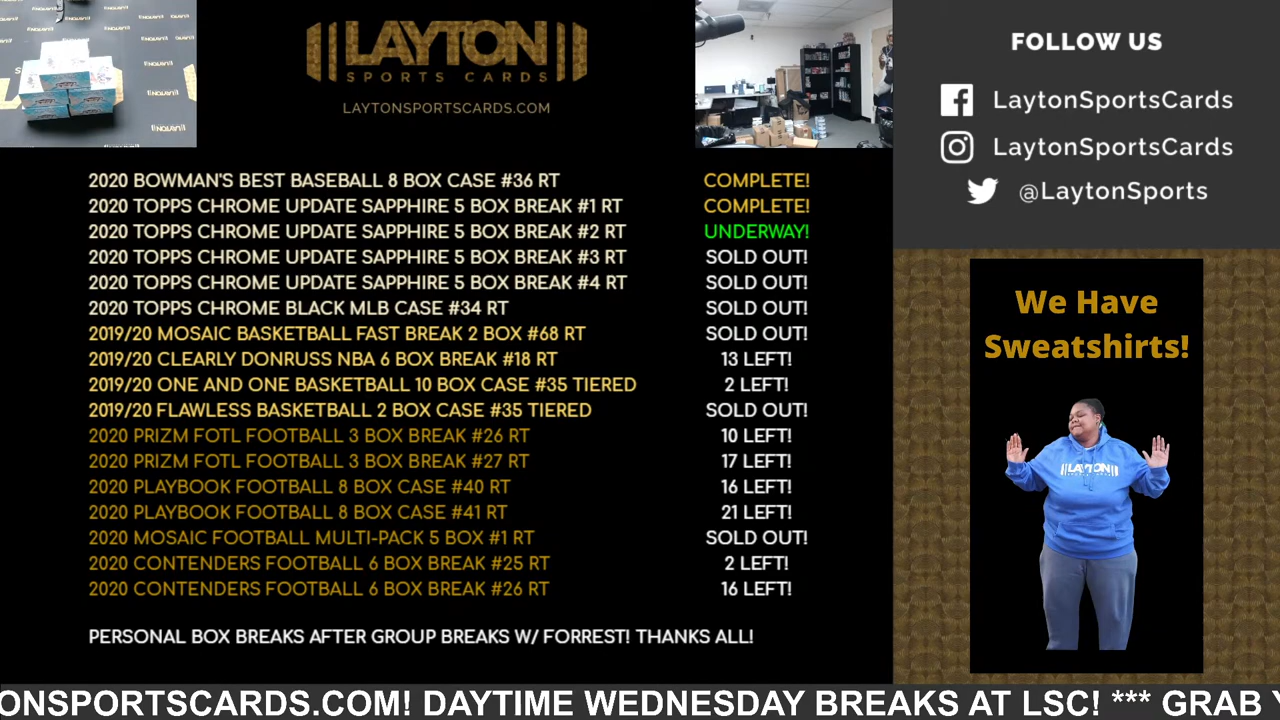 LAYTON
SPORTS CARDS
LAYTONSPORTSCARDS.COM
FOLLOW US
LaytonSportsCards
LaytonSportsCards
@LaytonSports
2020 BOWMAN'S BEST BASEBALL 8 BOX CASE #36 RT COMPLETE!
2020 TOPPS CHROME UPDATE SAPPHIRE 5 BOX BREAK #1 RT COMPLETE!
2020 TOPPS CHROME UPDATE SAPPHIRE 5 BOX BREAK #2 RT UNDERWAY!
2020 TOPPS CHROME UPDATE SAPPHIRE 5 BOX BREAK #3 RT SOLD OUT!
2020 TOPPS CHROME UPDATE SAPPHIRE 5 BOX BREAK #4 RT SOLD OUT!
2020 TOPPS CHROME BLACK MLB CASE #34 RT SOLD OUT!
2019/20 MOSAIC BASKETBALL FAST BREAK 2 BOX #68 RT SOLD OUT!
2019/20 CLEARLY DONRUSS NBA 6 BOX BREAK #18 RT 13 LEFT!
2019/20 ONE AND ONE BASKETBALL 10 BOX CASE #35 TIERED 2 LEFT!
2019/20 FLAWLESS BASKETBALL 2 BOX CASE #35 TIERED SOLD OUT!
2020 PRIZM FOTL FOOTBALL 3 BOX BREAK #26 RT 10 LEFT!
2020 PRIZM FOTL FOOTBALL 3 BOX BREAK #27 RT 17 LEFT!
2020 PLAYBOOK FOOTBALL 8 BOX CASE #40 RT 16 LEFT!
2020 PLAYBOOK FOOTBALL 8 BOX CASE #41 RT 21 LEFT!
2020 MOSAIC FOOTBALL MULTI-PACK 5 BOX #1 RT SOLD OUT!
2020 CONTENDERS FOOTBALL 6 BOX BREAK #25 RT 2 LEFT!
2020 CONTENDERS FOOTBALL 6 BOX BREAK #26 RT 16 LEFT!
PERSONAL BOX BREAKS AFTER GROUP BREAKS W/ FORREST! THANKS ALL!
We Have
Sweatshirts!
LAYTON
ONSPORTSCARDS.COM! DAYTIME WEDNESDAY BREAKS AT LSC! *** GRAB